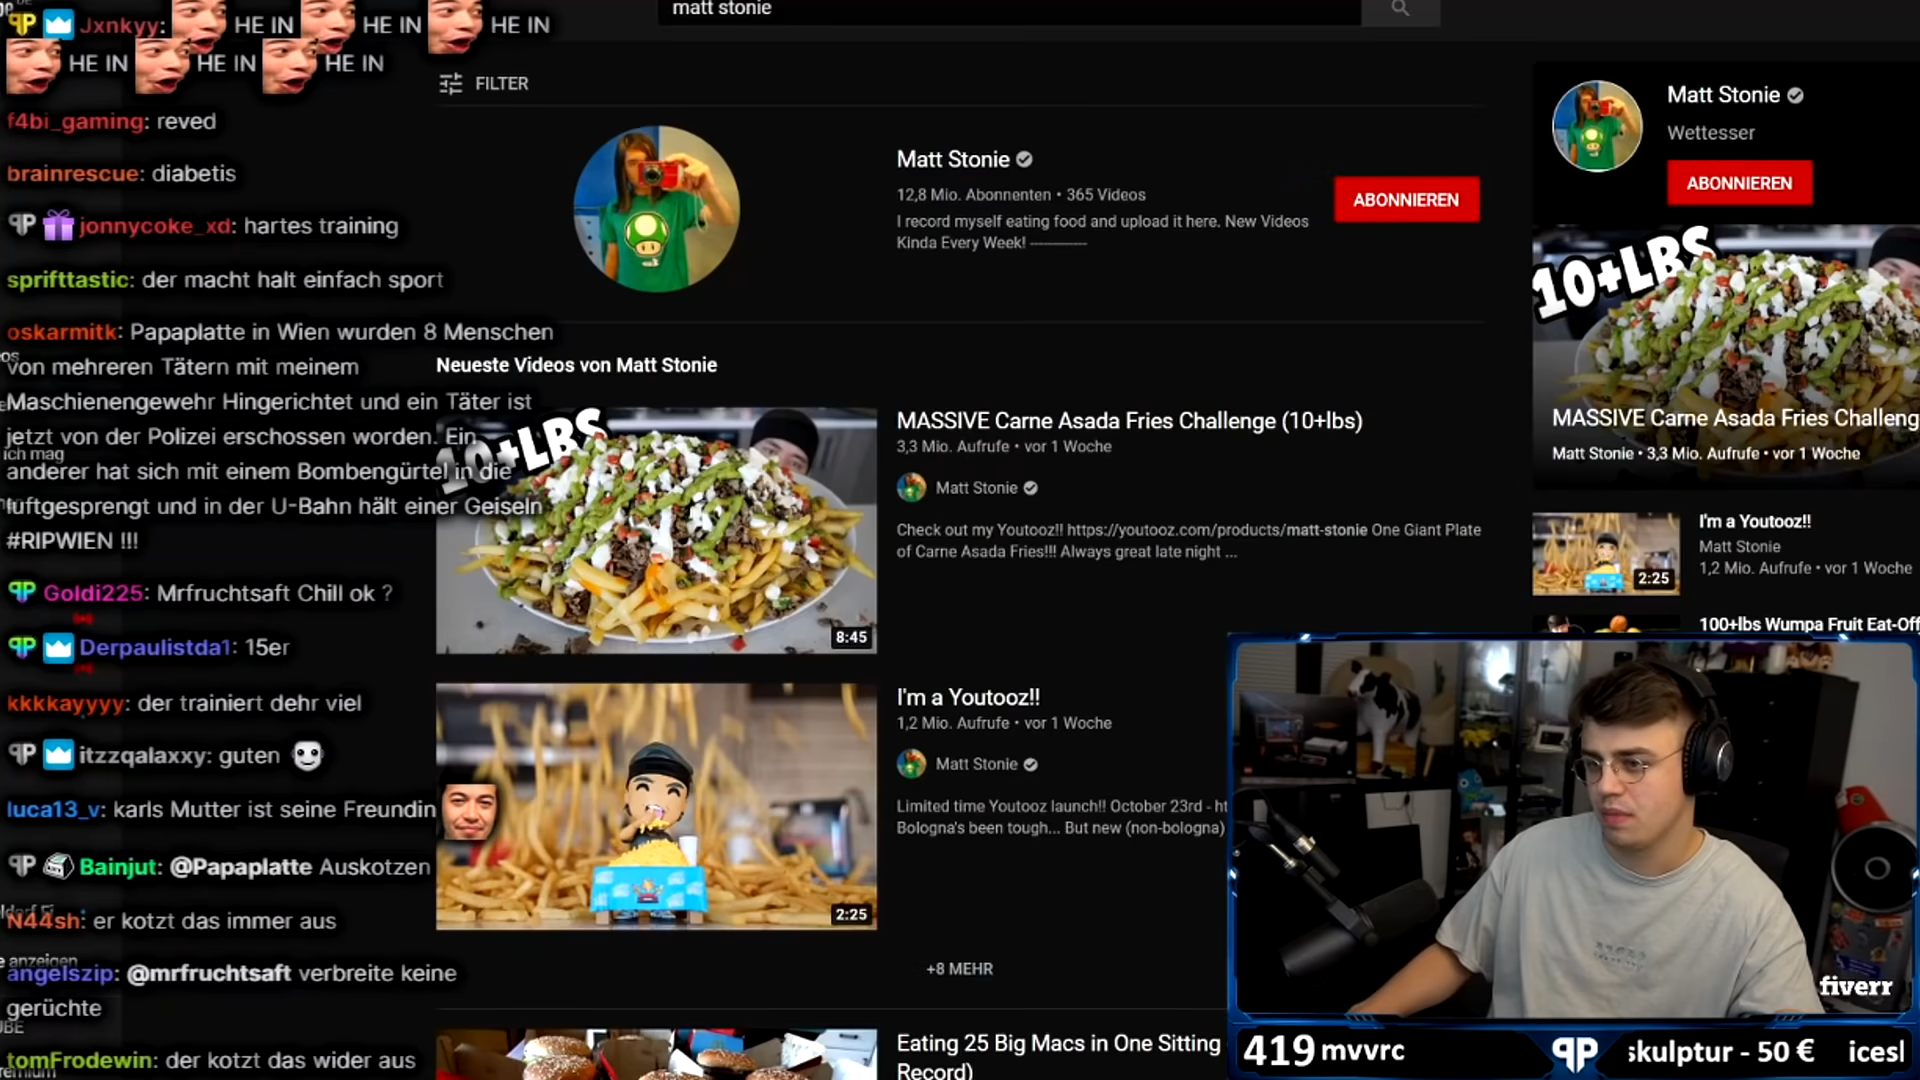 Jxnkyy: HE IN HE IN HE IN
HE IN HE IN HE IN
f4bi_gaming: reved
brainrescue: diabetis
jonnycoke_xd: hartes training
sprifttastic: der macht halt einfach sport
oskarmitk: Papaplatte in Wien wurden 8 Menschen
von mehreren Tätern mit meinem
Maschienengewehr Hingerichtet und ein Täter ist
jetzt von der Polizei erschossen worden. Ein
anderer hat sich mit einem Bombengürtel in die
luftgesprengt und in der U-Bahn hält einer Geiseln
#RIPWIEN !!!
Goldi225: Mrfruchtsaft Chill ok ?
Derpaulistda1: 15er
kkkkayyyy: der trainiert dehr viel
itzzqalaxxy: guten
luca13_v: karls Mutter ist seine Freundin
Bainjut: @Papaplatte Auskotzen
N44sh: er kotzt das immer aus
angelszip: @mrfruchtsaft verbreite keine
gerüchte
tomFrodewin: der kotzt das wider aus
ich mag
matt stonie
FILTER
Matt Stonie
12,8 Mio. Abonnenten • 365 Videos
I record myself eating food and upload it here. New Videos
Kinda Every Week! ----------------
ABONNIEREN
Neueste Videos von Matt Stonie
10+LBS
8:45
MASSIVE Carne Asada Fries Challenge (10+lbs)
3,3 Mio. Aufrufe • vor 1 Woche
Matt Stonie
Check out my Youtooz!! https://youtooz.com/products/matt-stonie One Giant Plate
of Carne Asada Fries!!! Always great late night ...
2:25
I'm a Youtooz!!
1,2 Mio. Aufrufe • vor 1 Woche
Matt Stonie
Limited time Youtooz launch!! October 23rd - ht
Bologna's been tough... But new (non-bologna)
+8 MEHR
Eating 25 Big Macs in One Sitting
Record)
Matt Stonie
Wettesser
ABONNIEREN
10+LBS
MASSIVE Carne Asada Fries Challeng
Matt Stonie • 3,3 Mio. Aufrufe • vor 1 Woche
2:25
I'm a Youtooz!!
Matt Stonie
1,2 Mio. Aufrufe • vor 1 Woche
100+lbs Wumpa Fruit Eat-Off
fiverr
419 mvvrc
skulptur - 50 € icesl